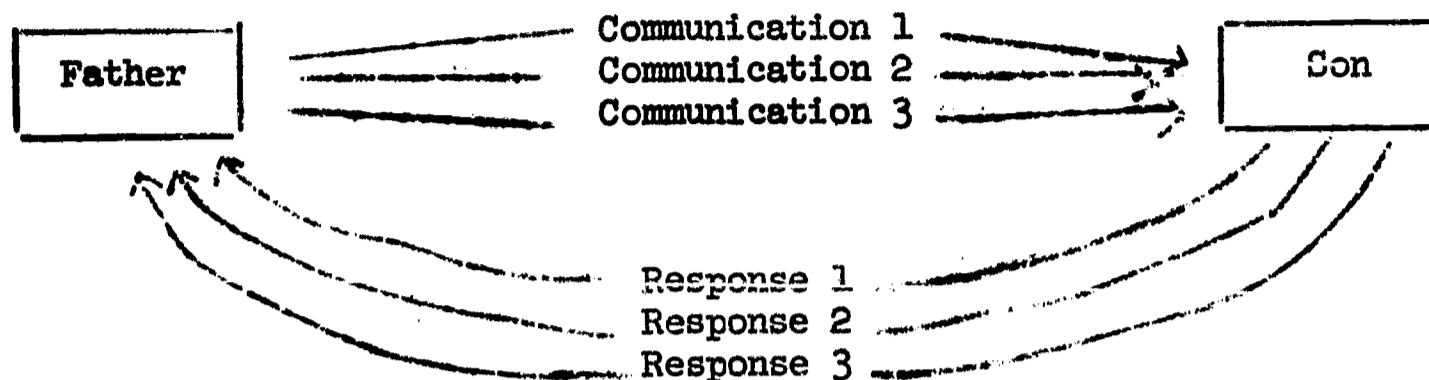 Communication 1
Father
Communication 2
Son
Communication 3
Response 1
Response 2
Response 3